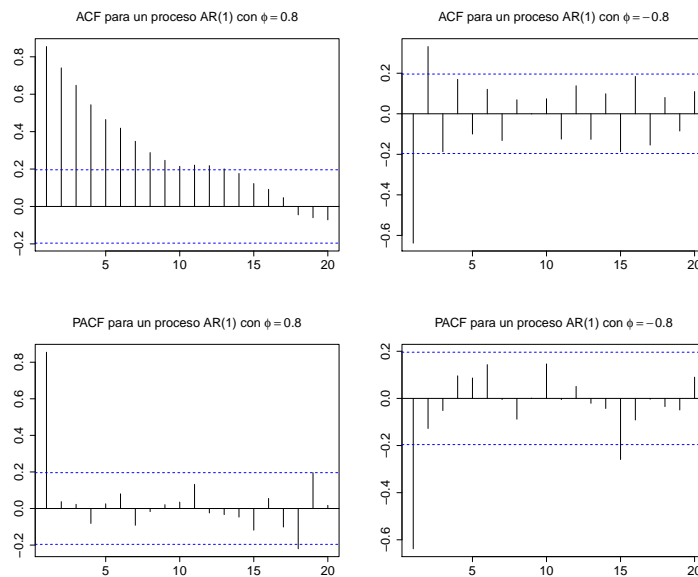 ACF para un proceso AR(1) con ϕ = 0.8
0.8
0.6
0.4
0.2
0.0
−0.2
5 10 15 20
ACF para un proceso AR(1) con ϕ = −0.8
0.2
0.0
−0.2
−0.4
−0.6
5 10 15 20
PACF para un proceso AR(1) con ϕ = 0.8
0.8
0.6
0.4
0.2
0.0
−0.2
5 10 15 20
PACF para un proceso AR(1) con ϕ = −0.8
0.2
0.0
−0.2
−0.4
−0.6
5 10 15 20